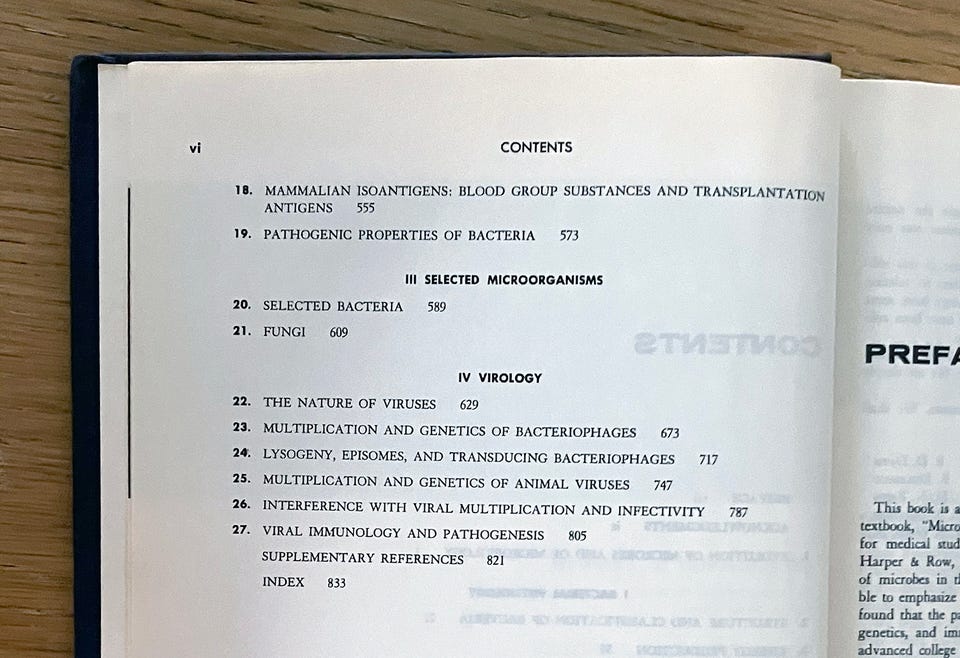 vi CONTENTS
18. MAMMALIAN ISOANTIGENS: BLOOD GROUP SUBSTANCES AND TRANSPLANTATION
ANTIGENS 555
19. PATHOGENIC PROPERTIES OF BACTERIA 573
III SELECTED MICROORGANISMS
20. SELECTED BACTERIA 589
21. FUNGI 609
IV VIROLOGY
22. THE NATURE OF VIRUSES 629
23. MULTIPLICATION AND GENETICS OF BACTERIOPHAGES 673
24. LYSOGENY, EPISOMES, AND TRANSDUCING BACTERIOPHAGES 717
25. MULTIPLICATION AND GENETICS OF ANIMAL VIRUSES 747
26. INTERFERENCE WITH VIRAL MULTIPLICATION AND INFECTIVITY 787
27. VIRAL IMMUNOLOGY AND PATHOGENESIS 805
SUPPLEMENTARY REFERENCES 821
INDEX 833
PREFA
This book is a
textbook, "Micro
for medical stud
Harper & Row,
of microbes in th
ble to emphasize
found that the pa
genetics, and im
advanced college